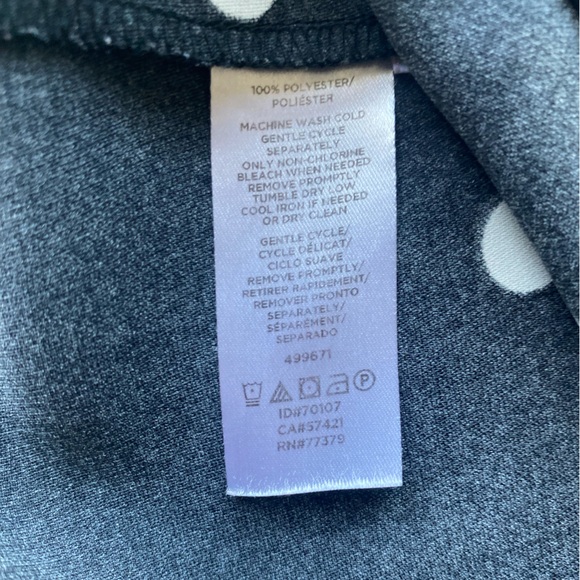 100% POLYESTER/
POLIÉSTER
MACHINE WASH COLD
GENTLE CYCLE
SEPARATELY
ONLY NON-CHLORINE
BLEACH WHEN NEEDED
REMOVE PROMPTLY
TUMBLE DRY LOW
COOL IRON IF NEEDED
OR DRY CLEAN
GENTLE CYCLE/
CYCLE DÉLICAT/
CICLO SUAVE
REMOVE PROMPTLY/
RETIRER RAPIDEMENT/
REMOVER PRONTO
SEPARATELY/
SÉPARÉMENT/
SEPARADO
499671
P
ID#70107
CA#57421
RN#77379